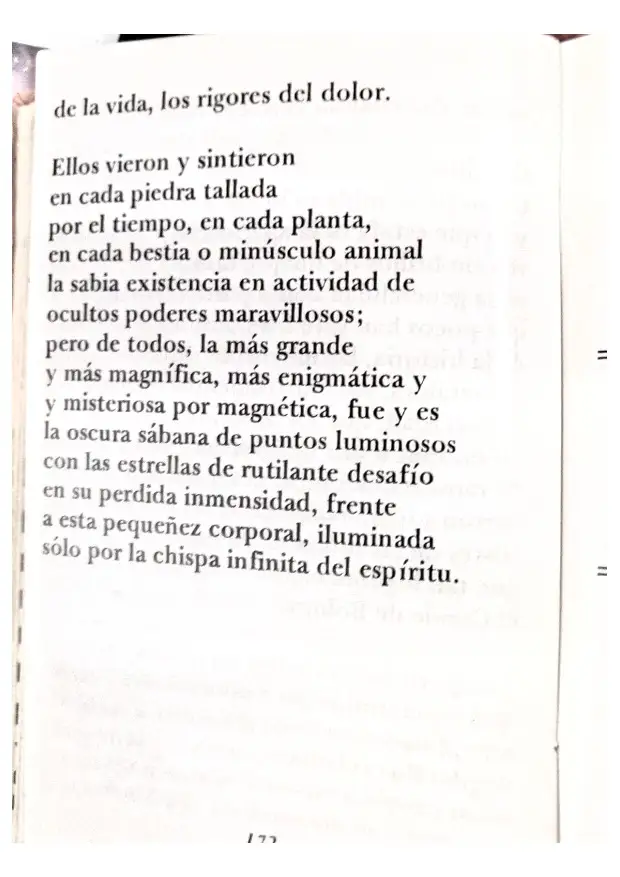 de la vida, los rigores del dolor.
Ellos vieron y sintieron
en cada piedra tallada
por el tiempo, en cada planta,
en cada bestia o minúsculo animal
la sabia existencia en actividad de
ocultos poderes maravillosos;
pero de todos, la más grande
y más magnífica, más enigmática y
y misteriosa por magnética, fue y es
la oscura sábana de puntos luminosos
con las estrellas de rutilante desafío
en su perdida inmensidad, frente
a esta pequeñez corporal, iluminada
sólo por la chispa infinita del espíritu.